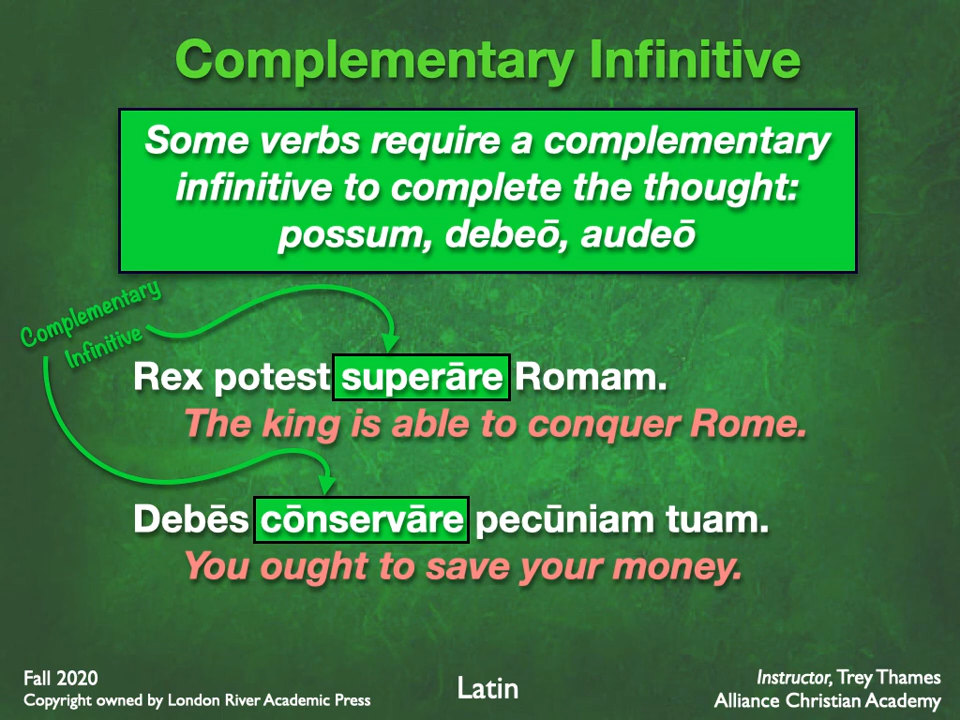 Complementary Infinitive
Some verbs require a complementary
infinitive to complete the thought:
possum, debeō, audeō
Complementary
Infinitive
Rex potest superāre Romam.
The king is able to conquer Rome.
Debēs cōnservāre pecūniam tuam.
You ought to save your money.
Fall 2020
Copyright owned by London River Academic Press
Latin
Instructor, Trey Thames
Alliance Christian Academy